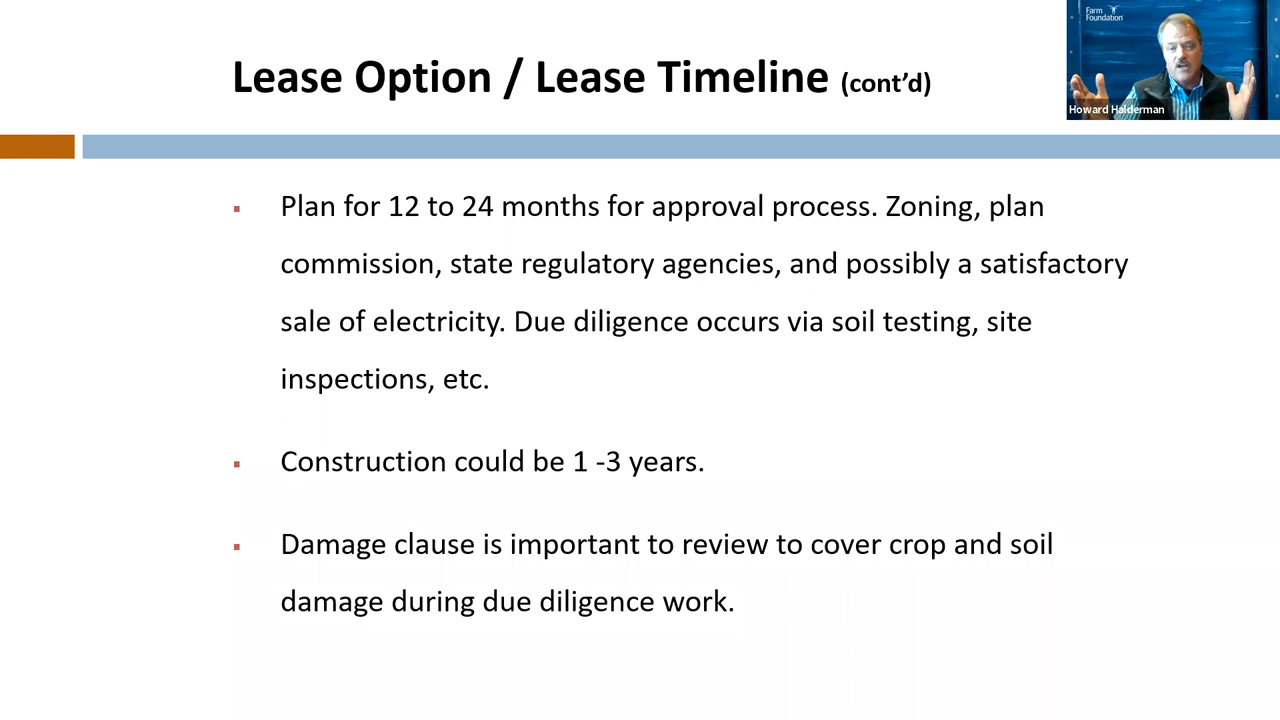 Lease Option / Lease Timeline (cont’d)
Farm
Foundation
Howard Halderman
▪ Plan for 12 to 24 months for approval process. Zoning, plan
commission, state regulatory agencies, and possibly a satisfactory
sale of electricity. Due diligence occurs via soil testing, site
inspections, etc.
▪ Construction could be 1 -3 years.
▪ Damage clause is important to review to cover crop and soil
damage during due diligence work.